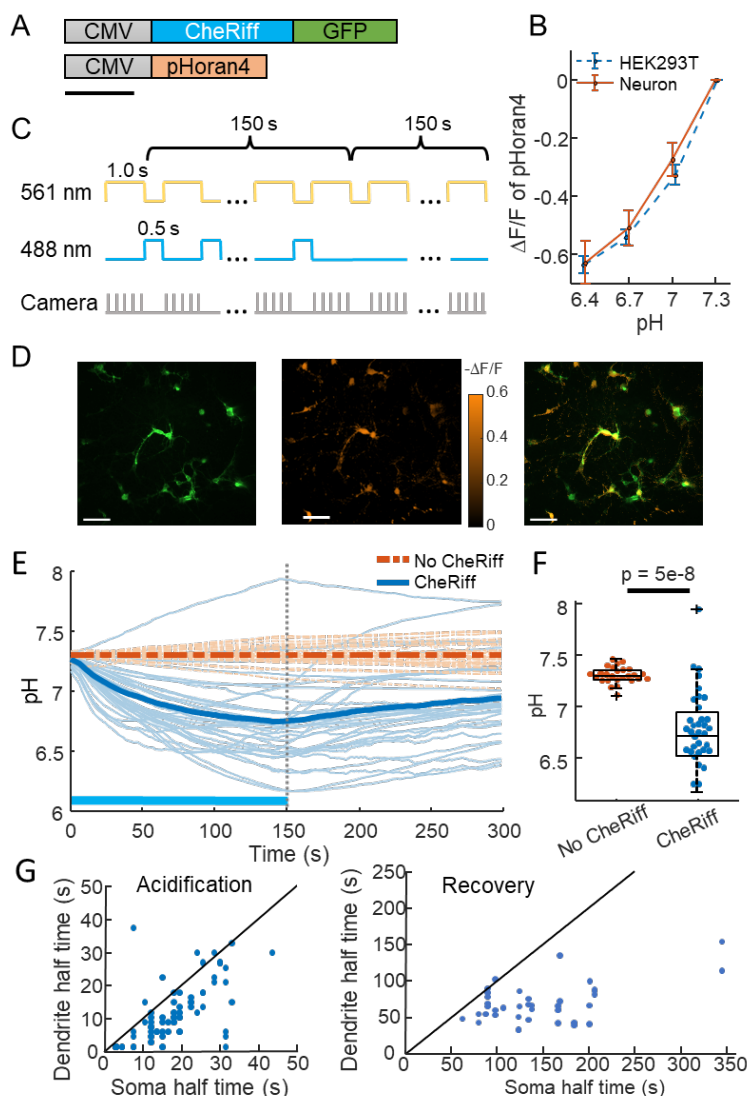 A
CMV CheRiff GFP
CMV pHoran4
B
HEK293T
Neuron
0
-0.2
-0.4
-0.6
ΔF/F of pHoran4
6.4 6.7 7 7.3
pH
C
150 s 150 s
561 nm 1.0 s
488 nm 0.5 s
Camera
D
-ΔF/F
0.6
0.4
0.2
0
E
No CheRiff
CheRiff
8
7.5
7
6.5
6
pH
0 50 100 150 200 250 300
Time (s)
F
p = 5e-8
8
7.5
7
6.5
pH
No CheRiff CheRiff
G
Acidification
50
40
30
20
10
0
Dendrite half time (s)
0 10 20 30 40 50
Soma half time (s)
Recovery
250
200
150
100
50
0
Dendrite half time (s)
0 50 100 150 200 250 300 350
Soma half time (s)